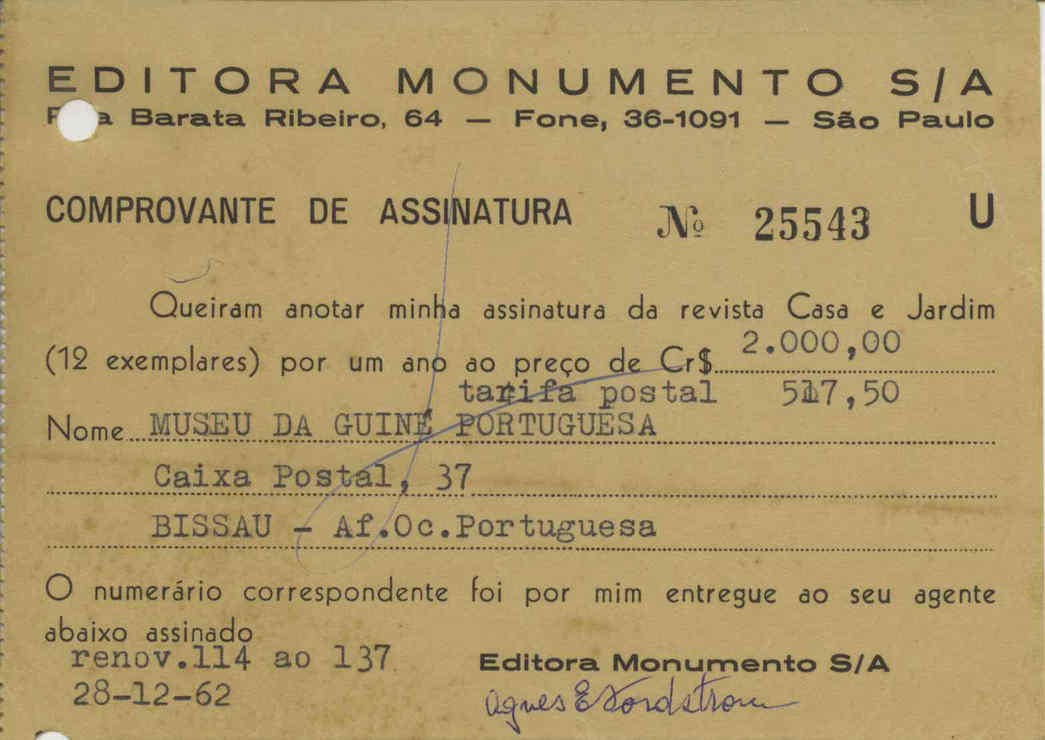 EDITORA MONUMENTO S/A
Rua Barata Ribeiro, 64 — Fone, 36-1091 — São Paulo
COMPROVANTE DE ASSINATURA № 25543 U
Queiram anotar minha assinatura da revista Casa e Jardim
(12 exemplares) por um ano ao preço de Cr$ 2.000,00
tarifa postal 517,50
Nome MUSEU DA GUINÉ PORTUGUESA
Caixa Postal, 37
BISSAU - Af.Oc.Portuguesa
O numerário correspondente foi por mim entregue ao seu agente
abaixo assinado
renov.114 ao 137
28-12-62
Editora Monumento S/A
Agnes E Nordstrom